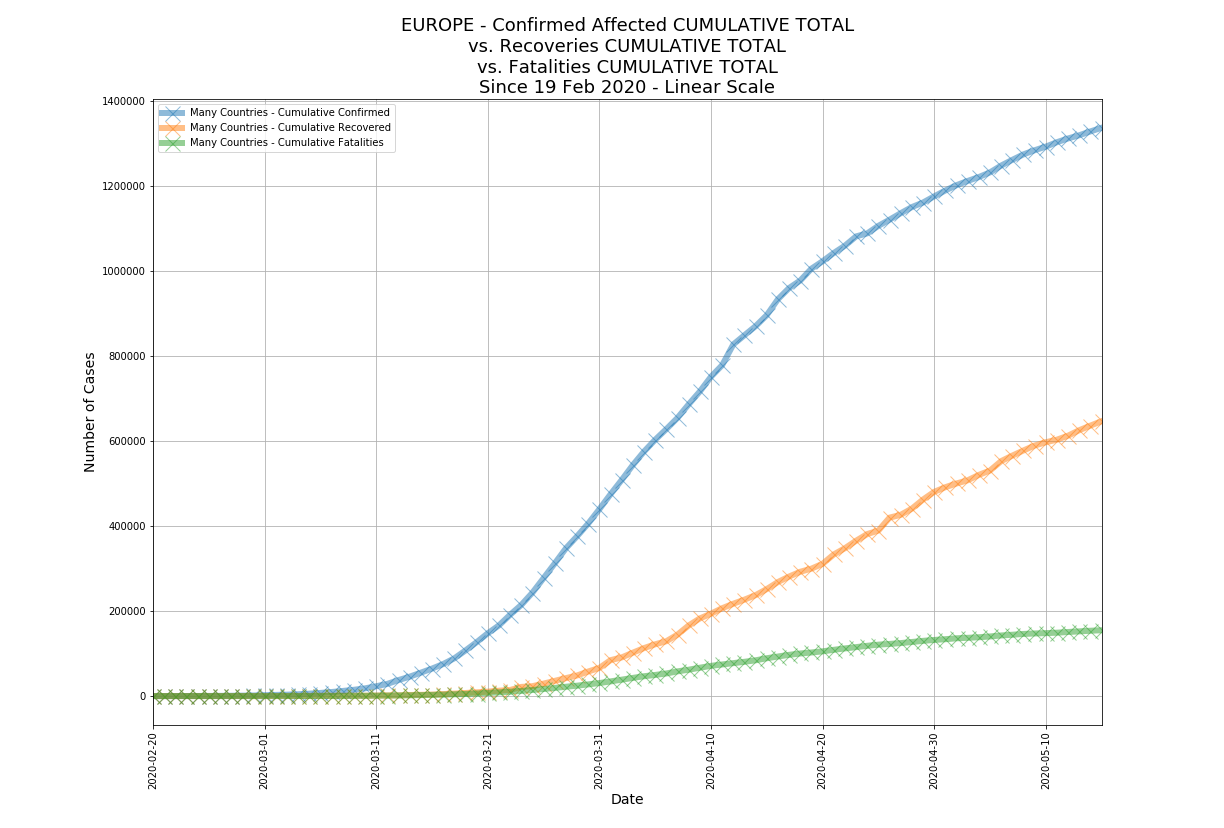 EUROPE - Confirmed Affected CUMULATIVE TOTAL
vs. Recoveries CUMULATIVE TOTAL
vs. Fatalities CUMULATIVE TOTAL
Since 19 Feb 2020 - Linear Scale
Many Countries - Cumulative Confirmed
Many Countries - Cumulative Recovered
Many Countries - Cumulative Fatalities
Number of Cases
1400000
1200000
1000000
800000
600000
400000
200000
0
2020-02-20
2020-03-01
2020-03-11
2020-03-21
2020-03-31
2020-04-10
2020-04-20
2020-04-30
2020-05-10
Date